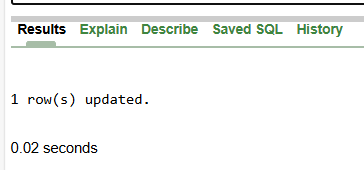 Results Explain Describe Saved SQL History
1 row(s) updated.
0.02 seconds